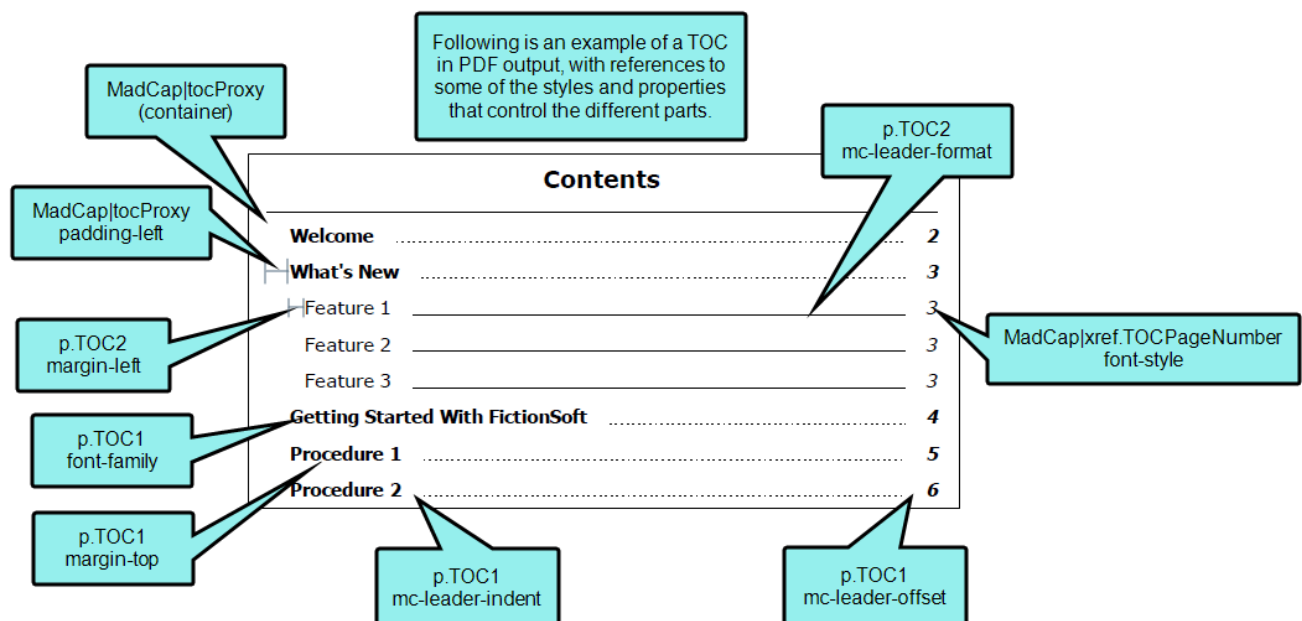 Following is an example of a TOC
in PDF output, with references to
some of the styles and properties
that control the different parts.
MadCap|tocProxy
(container)
p.TOC2
mc-leader-format
MadCap|tocProxy
padding-left
Contents
Welcome ........................................ 2
What's New ........................................ 3
Feature 1 ________________________________ 3
Feature 2 ________________________________ 3
Feature 3 ________________________________ 3
Getting Started With FictionSoft ........................................ 4
Procedure 1 ........................................ 5
Procedure 2 ........................................ 6
p.TOC2
margin-left
MadCap|xref.TOCPageNumber
font-style
p.TOC1
font-family
p.TOC1
margin-top
p.TOC1
mc-leader-indent
p.TOC1
mc-leader-offset